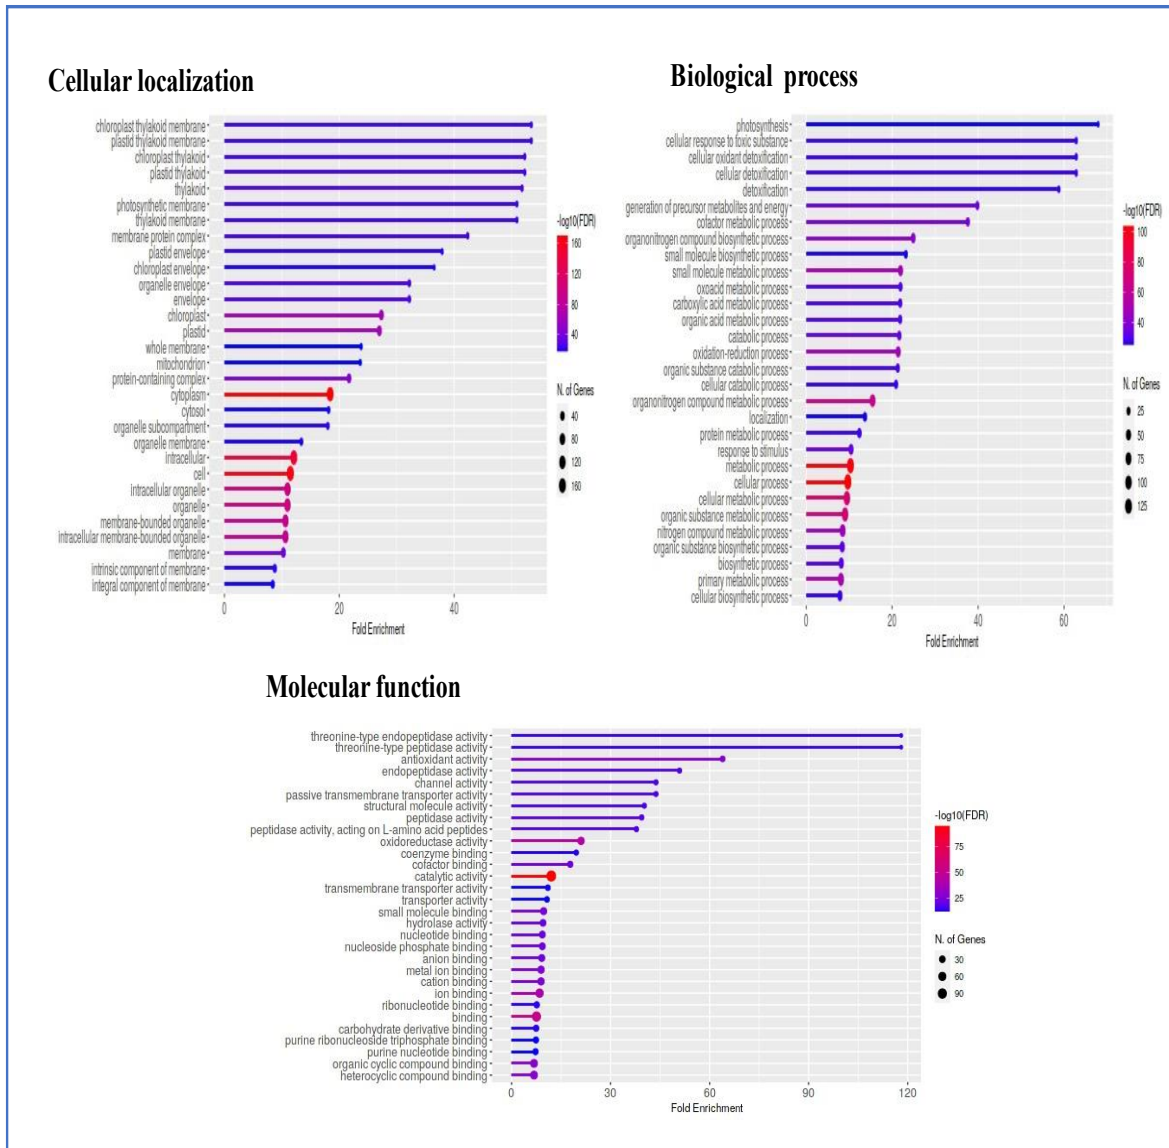 Cellular localization
chloroplast thylakoid membrane
plastid thylakoid membrane
chloroplast thylakoid
plastid thylakoid
thylakoid
photosynthetic membrane
thylakoid membrane
membrane protein complex
plastid envelope
chloroplast envelope
organelle envelope
envelope
chloroplast
plastid
whole membrane
mitochondrion
protein-containing complex
cytoplasm
cytosol
organelle subcompartment
organelle membrane
intracellular
cell
intracellular organelle
organelle
membrane-bounded organelle
intracellular membrane-bounded organelle
membrane
intrinsic component of membrane
integral component of membrane
0 20 40
Fold Enrichment
-log10(FDR)
160
120
80
40
N. of Genes
40
80
120
160
Biological process
photosynthesis
cellular response to toxic substance
cellular oxidant detoxification
cellular detoxification
detoxification
generation of precursor metabolites and energy
cofactor metabolic process
organonitrogen compound biosynthetic process
small molecule biosynthetic process
small molecule metabolic process
oxoacid metabolic process
carboxylic acid metabolic process
organic acid metabolic process
catabolic process
oxidation-reduction process
organic substance catabolic process
cellular catabolic process
organonitrogen compound metabolic process
localization
protein metabolic process
response to stimulus
metabolic process
cellular process
cellular metabolic process
organic substance metabolic process
nitrogen compound metabolic process
organic substance biosynthetic process
biosynthetic process
primary metabolic process
cellular biosynthetic process
0 20 40 60
Fold Enrichment
-log10(FDR)
100
80
60
40
N. of Genes
25
50
75
100
125
Molecular function
threonine-type endopeptidase activity
threonine-type peptidase activity
antioxidant activity
endopeptidase activity
channel activity
passive transmembrane transporter activity
structural molecule activity
peptidase activity
peptidase activity, acting on L-amino acid peptides
oxidoreductase activity
coenzyme binding
cofactor binding
catalytic activity
transmembrane transporter activity
transporter activity
small molecule binding
hydrolase activity
nucleotide binding
nucleoside phosphate binding
anion binding
metal ion binding
cation binding
ion binding
ribonucleotide binding
binding
carbohydrate derivative binding
purine ribonucleoside triphosphate binding
purine nucleotide binding
organic cyclic compound binding
heterocyclic compound binding
0 30 60 90 120
Fold Enrichment
-log10(FDR)
75
50
25
N. of Genes
30
60
90